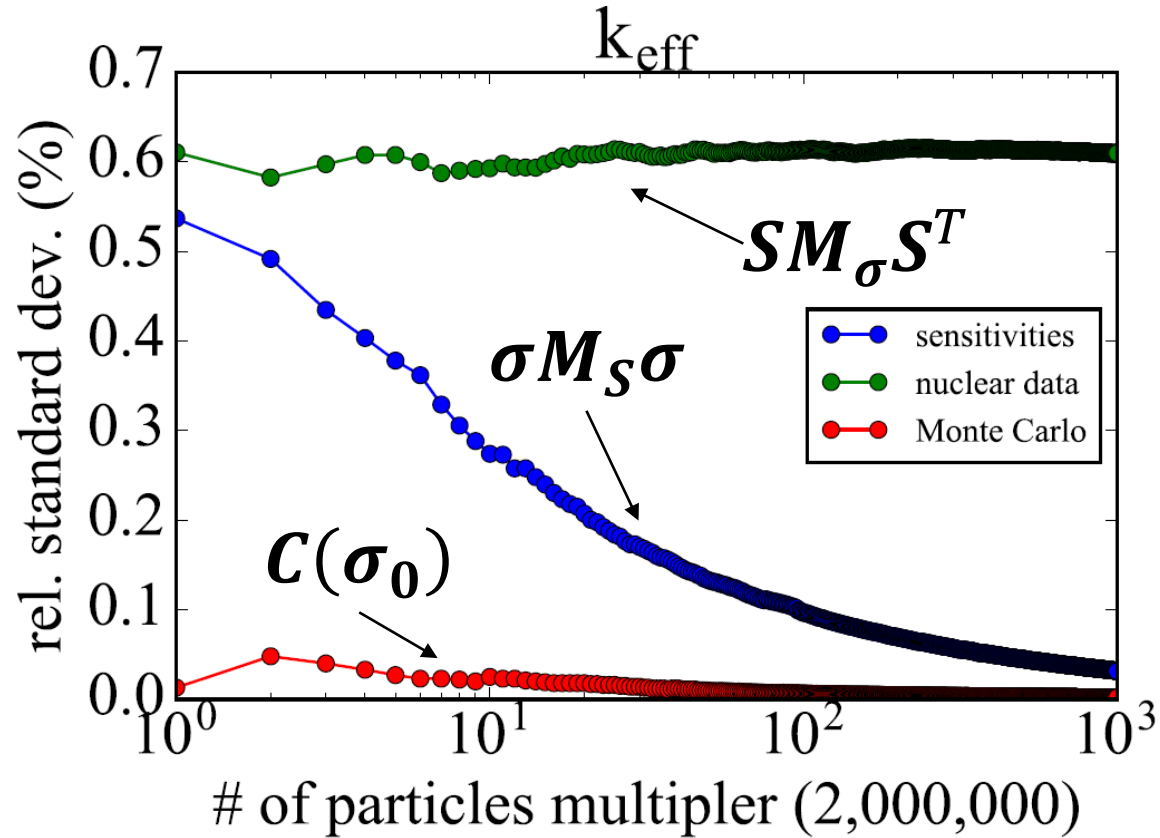 k_eff
rel. standard dev. (%)
0.7
0.6
0.5
0.4
0.3
0.2
0.1
0.0
SM_σS^T
σM_Sσ
C(σ_0)
sensitivities
nuclear data
Monte Carlo
10^0 10^1 10^2 10^3
# of particles multipler (2,000,000)